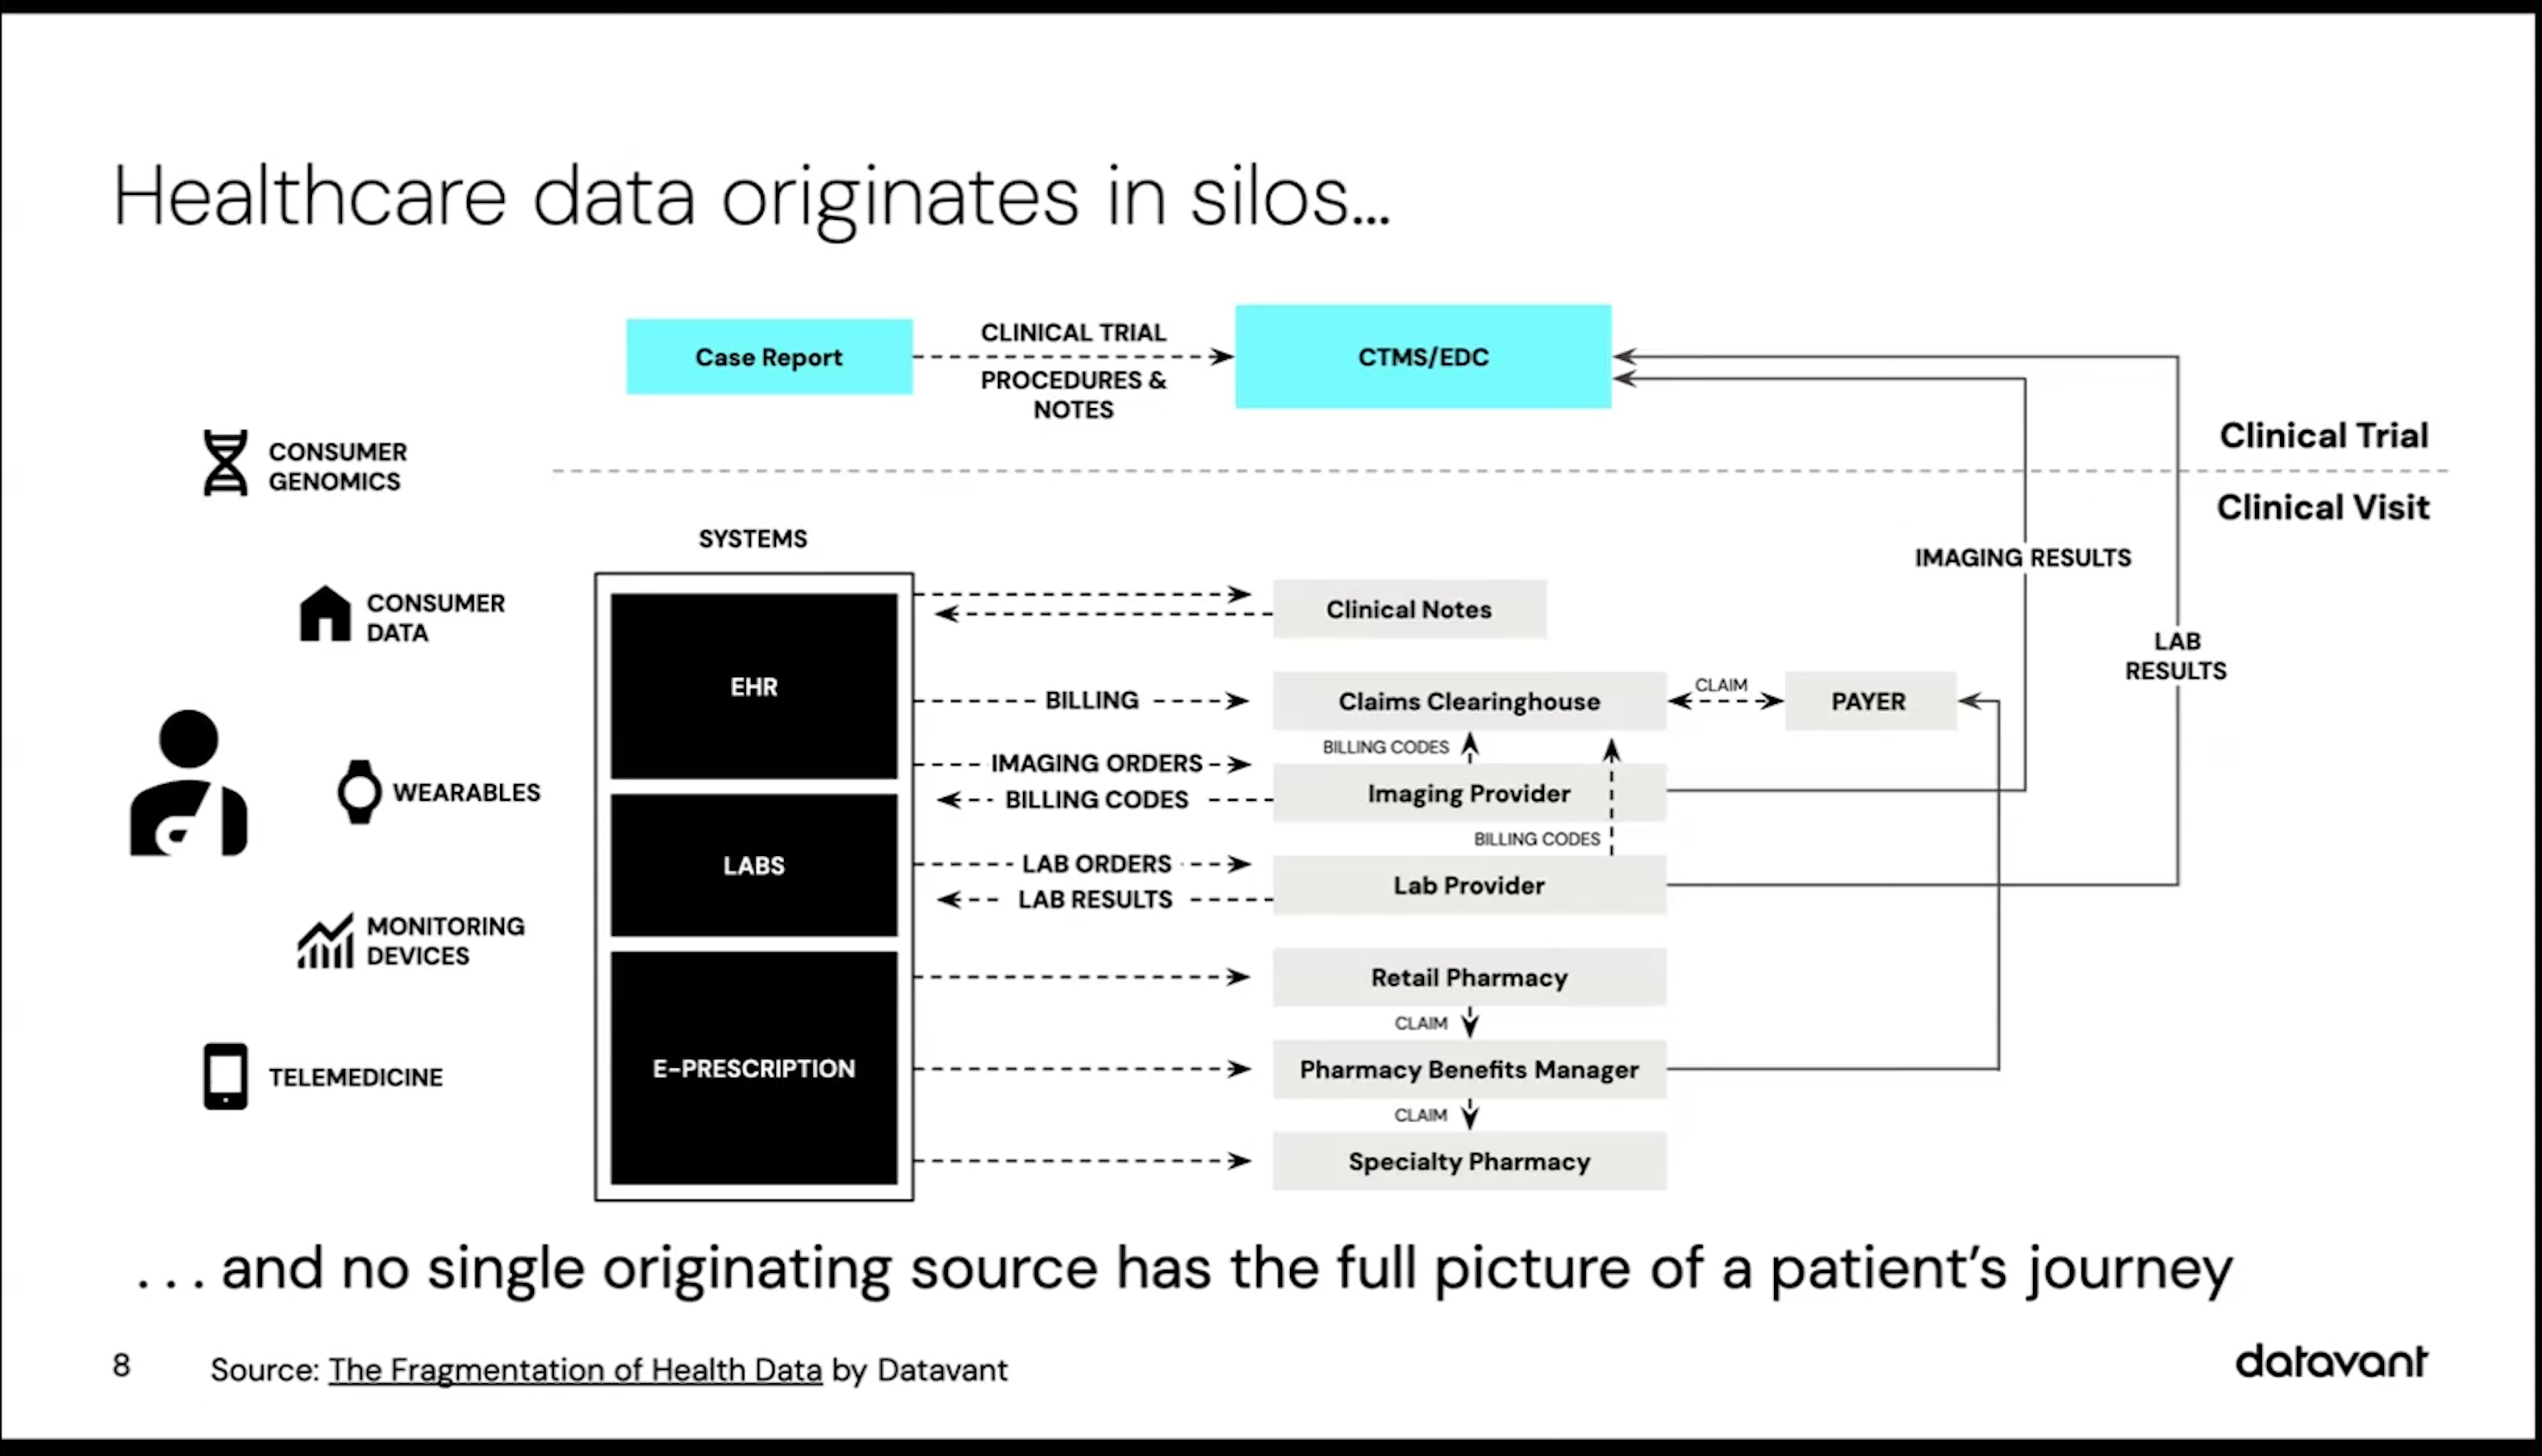 Healthcare data originates in silos...
Case Report
CLINICAL TRIAL
PROCEDURES &
NOTES
CTMS/EDC
Clinical Trial
Clinical Visit
CONSUMER
GENOMICS
CONSUMER
DATA
WEARABLES
MONITORING
DEVICES
TELEMEDICINE
SYSTEMS
EHR
LABS
E-PRESCRIPTION
BILLING
IMAGING ORDERS
BILLING CODES
LAB ORDERS
LAB RESULTS
Clinical Notes
Claims Clearinghouse
CLAIM
PAYER
BILLING CODES
Imaging Provider
BILLING CODES
Lab Provider
Retail Pharmacy
CLAIM
Pharmacy Benefits Manager
CLAIM
Specialty Pharmacy
IMAGING RESULTS
LAB
RESULTS
. . . and no single originating source has the full picture of a patient's journey
8
Source: The Fragmentation of Health Data by Datavant
datavant